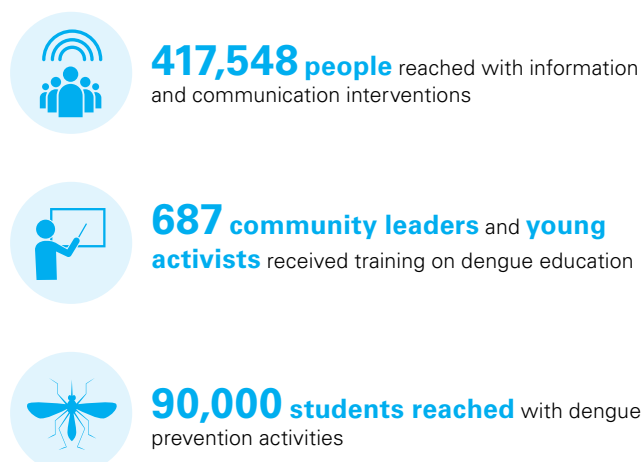 417,548 people reached with information
and communication interventions
687 community leaders and young
activists received training on dengue education
90,000 students reached with dengue
prevention activities